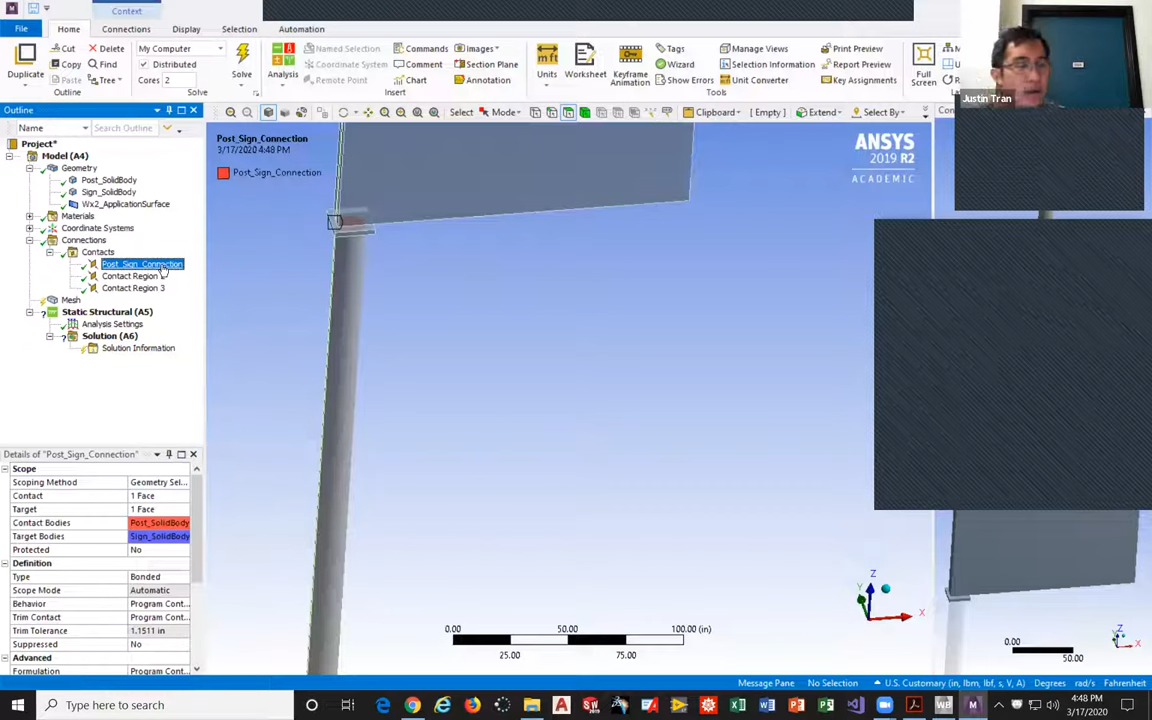 Context
File
Home
Connections
Display
Selection
Automation
Duplicate
Cut
Copy
Paste
Delete
Find
Tree
Outline
My Computer
Distributed
Cores 2
Solve
Solve
Analysis
Named Selection
Coordinate System
Remote Point
Commands
Comment
Chart
Images
Section Plane
Annotation
Insert
Units
Worksheet
Keyframe
Animation
Tags
Wizard
Show Errors
Manage Views
Selection Information
Unit Converter
Tools
Print Preview
Report Preview
Key Assignments
Full
Screen
Justin Tran
Outline
Name
Search Outline
Select
Mode
Clipboard
[ Empty ]
Extend
Select By
Project*
Model (A4)
Geometry
Post_SolidBody
Sign_SolidBody
Wx2_ApplicationSurface
Materials
Coordinate Systems
Connections
Contacts
Post_Sign_Connection
Contact Region
Contact Region 3
Mesh
Static Structural (A5)
Analysis Settings
Solution (A6)
Solution Information
Post_Sign_Connection
3/17/2020 4:48 PM
Post_Sign_Connection
ANSYS
2019 R2
ACADEMIC
Details of "Post_Sign_Connection"
Scope
Scoping Method Geometry Sel...
Contact 1 Face
Target 1 Face
Contact Bodies Post_SolidBody
Target Bodies Sign_SolidBody
Protected No
Definition
Type Bonded
Scope Mode Automatic
Behavior Program Cont...
Trim Contact Program Cont...
Trim Tolerance 1.1511 in
Suppressed No
Advanced
Formulation Program Cont...
0.00 50.00 100.00 (in)
25.00 75.00
Z
Y
X
0.00
50.00
Z
X
Message Pane
No Selection
U.S. Customary (in, lbm, lbf, s, V, A)
Degrees
rad/s
Fahrenheit
Type here to search
4:48 PM
3/17/2020